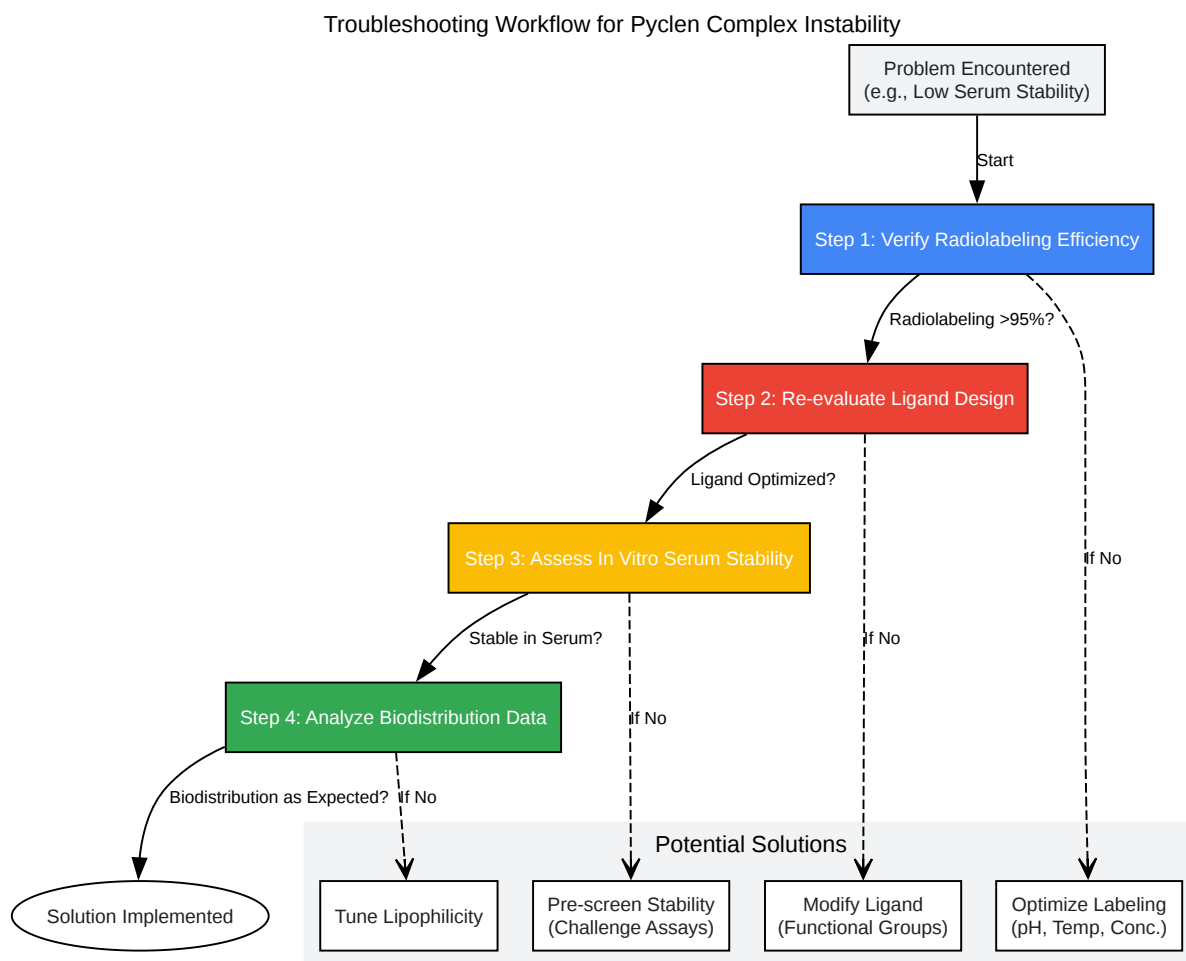 Troubleshooting Workflow for Pyclen Complex Instability
Problem Encountered
(e.g., Low Serum Stability)
Start
Step 1: Verify Radiolabeling Efficiency
Radiolabeling >95%?
Step 2: Re-evaluate Ligand Design
Ligand Optimized?
Step 3: Assess In Vitro Serum Stability
If No
Stable in Serum?
If No
Step 4: Analyze Biodistribution Data
If No
Biodistribution as Expected?
If No
Potential Solutions
Solution Implemented
Tune Lipophilicity
Pre-screen Stability
(Challenge Assays)
Modify Ligand
(Functional Groups)
Optimize Labeling
(pH, Temp, Conc.)